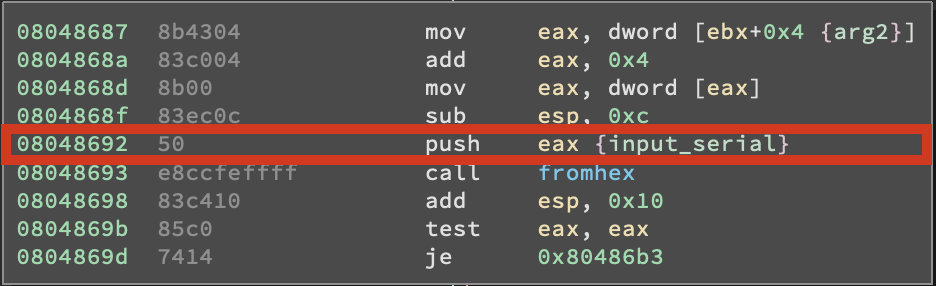 08048687 8b4304 mov eax, dword [ebx+0x4 {arg2}]
0804868a 83c004 add eax, 0x4
0804868d 8b00 mov eax, dword [eax]
0804868f 83ec0c sub esp, 0xc
08048692 50 push eax {input_serial}
08048693 e8ccfeffff call fromhex
08048698 83c410 add esp, 0x10
0804869b 85c0 test eax, eax
0804869d 7414 je 0x80486b3